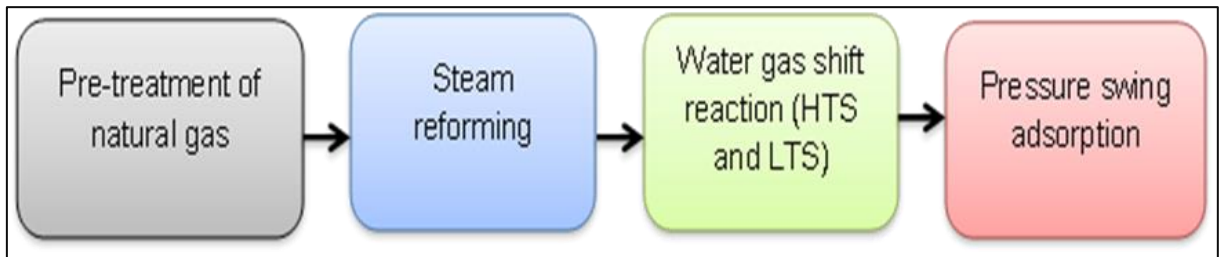 Pre-treatment of
natural gas
Steam
reforming
Water gas shift
reaction (HTS
and LTS)
Pressure swing
adsorption